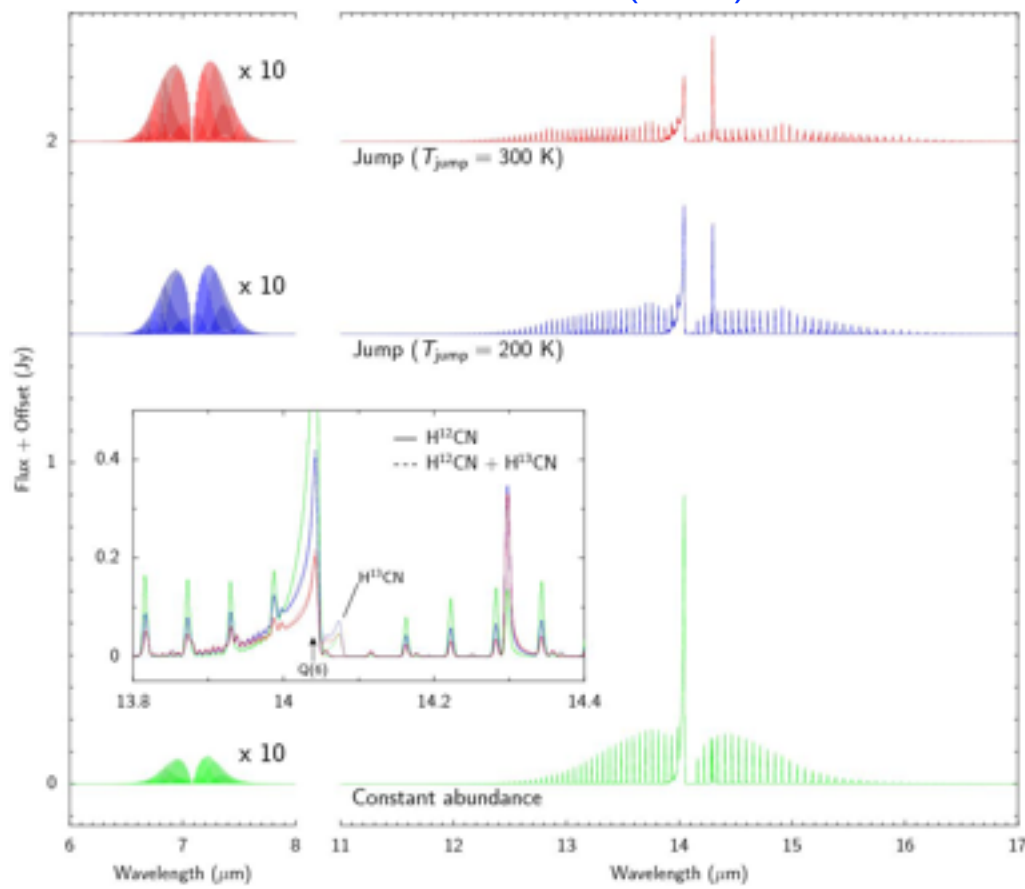 x 10
2
Jump (Tjump = 300 K)
x 10
Jump (Tjump = 200 K)
Flux + Offset (Jy)
1
0.4
0.2
0
H12CN
H12CN + H13CN
H13CN
Q(6)
13.8 14 14.2 14.4
x 10
0
Constant abundance
6 7 8 11 12 13 14 15 16 17
Wavelength (μm) Wavelength (μm)